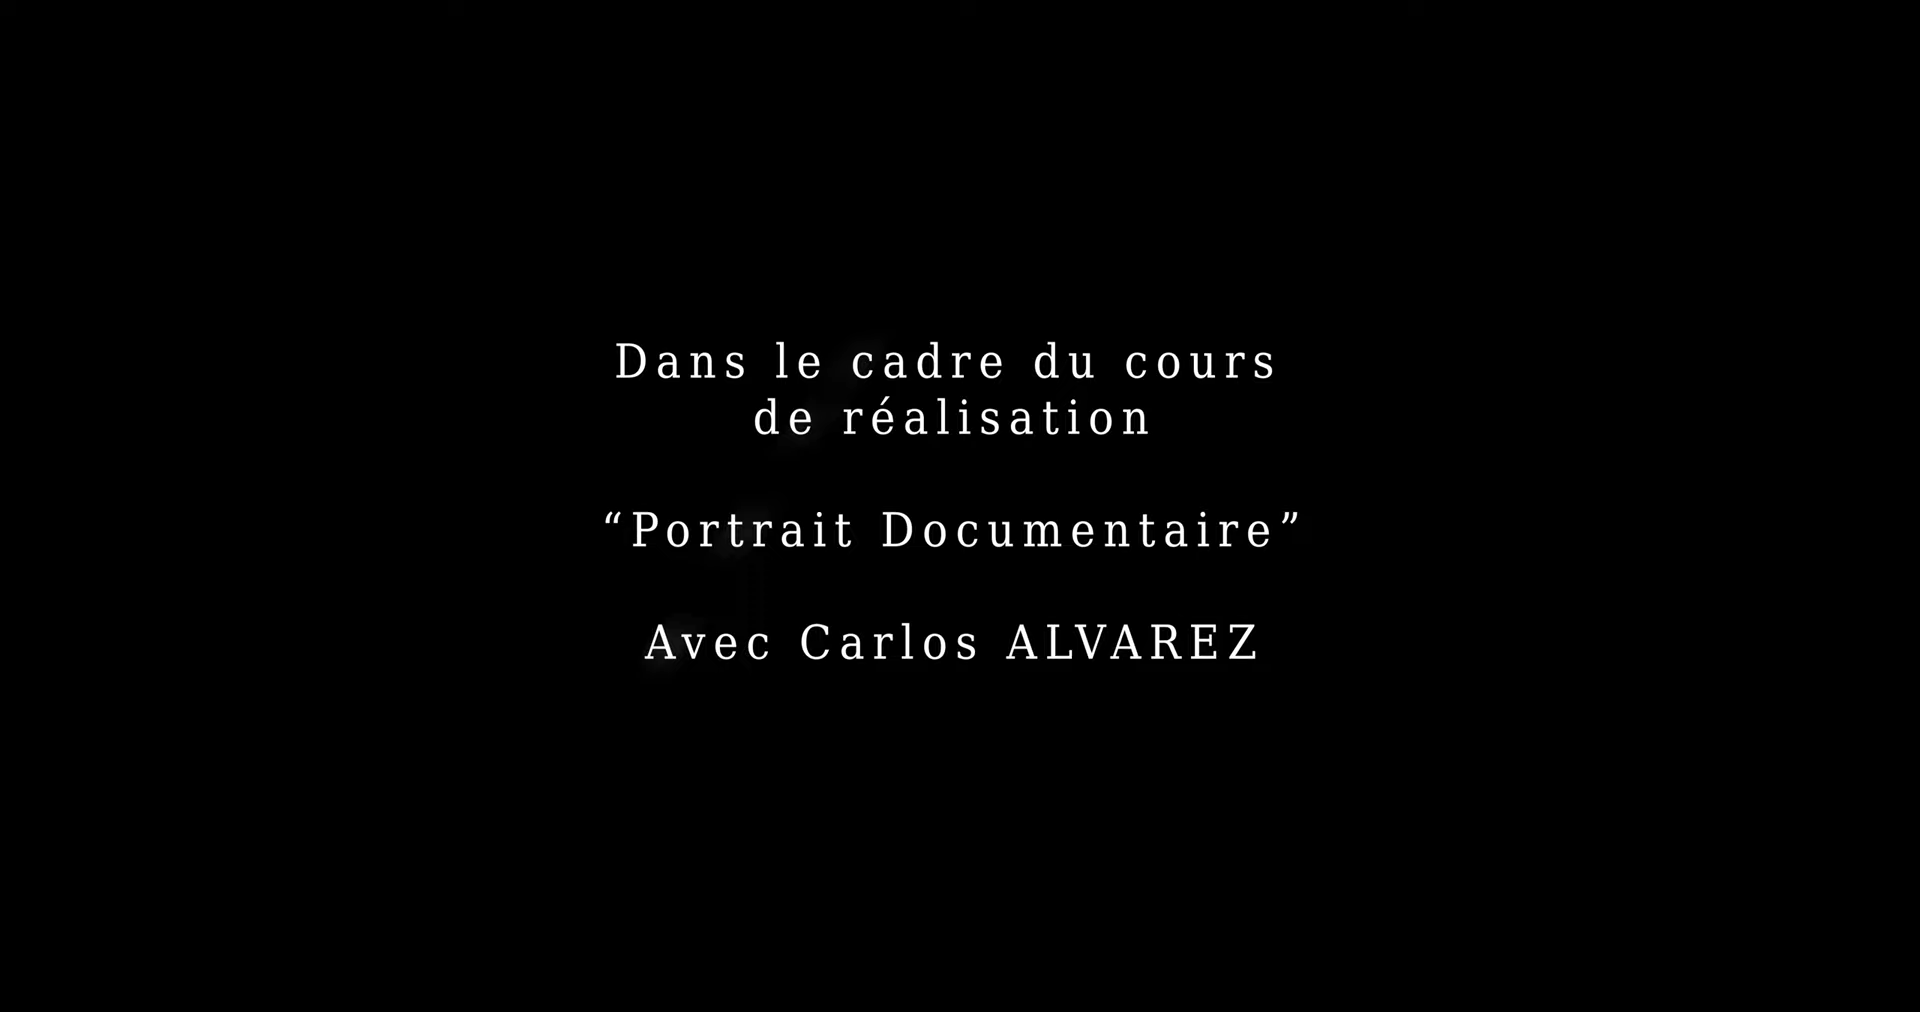 Dans le cadre du cours
de réalisation
“Portrait Documentaire”
Avec Carlos ALVAREZ